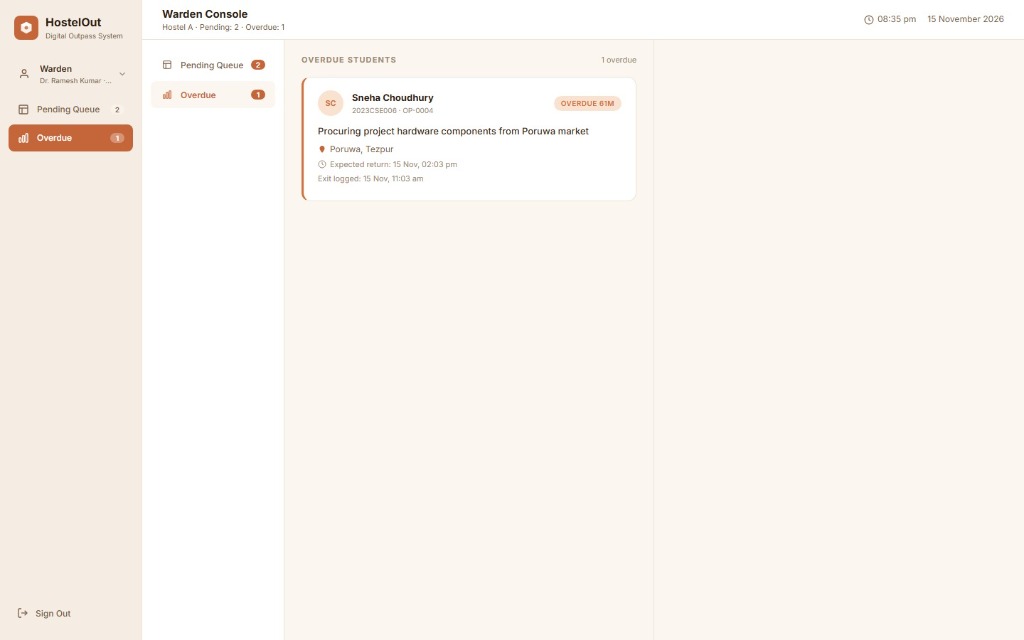 HostelOut
Digital Outpass System
Warden
Dr. Ramesh Kumar ·...
Pending Queue 2
Overdue 1
Sign Out
Warden Console
Hostel A · Pending: 2 · Overdue: 1
08:35 pm 15 November 2026
Pending Queue 2
Overdue 1
OVERDUE STUDENTS 1 overdue
SC
Sneha Choudhury
2023CSE006 · OP-0004
OVERDUE 61M
Procuring project hardware components from Poruwa market
Poruwa, Tezpur
Expected return: 15 Nov, 02:03 pm
Exit logged: 15 Nov, 11:03 am